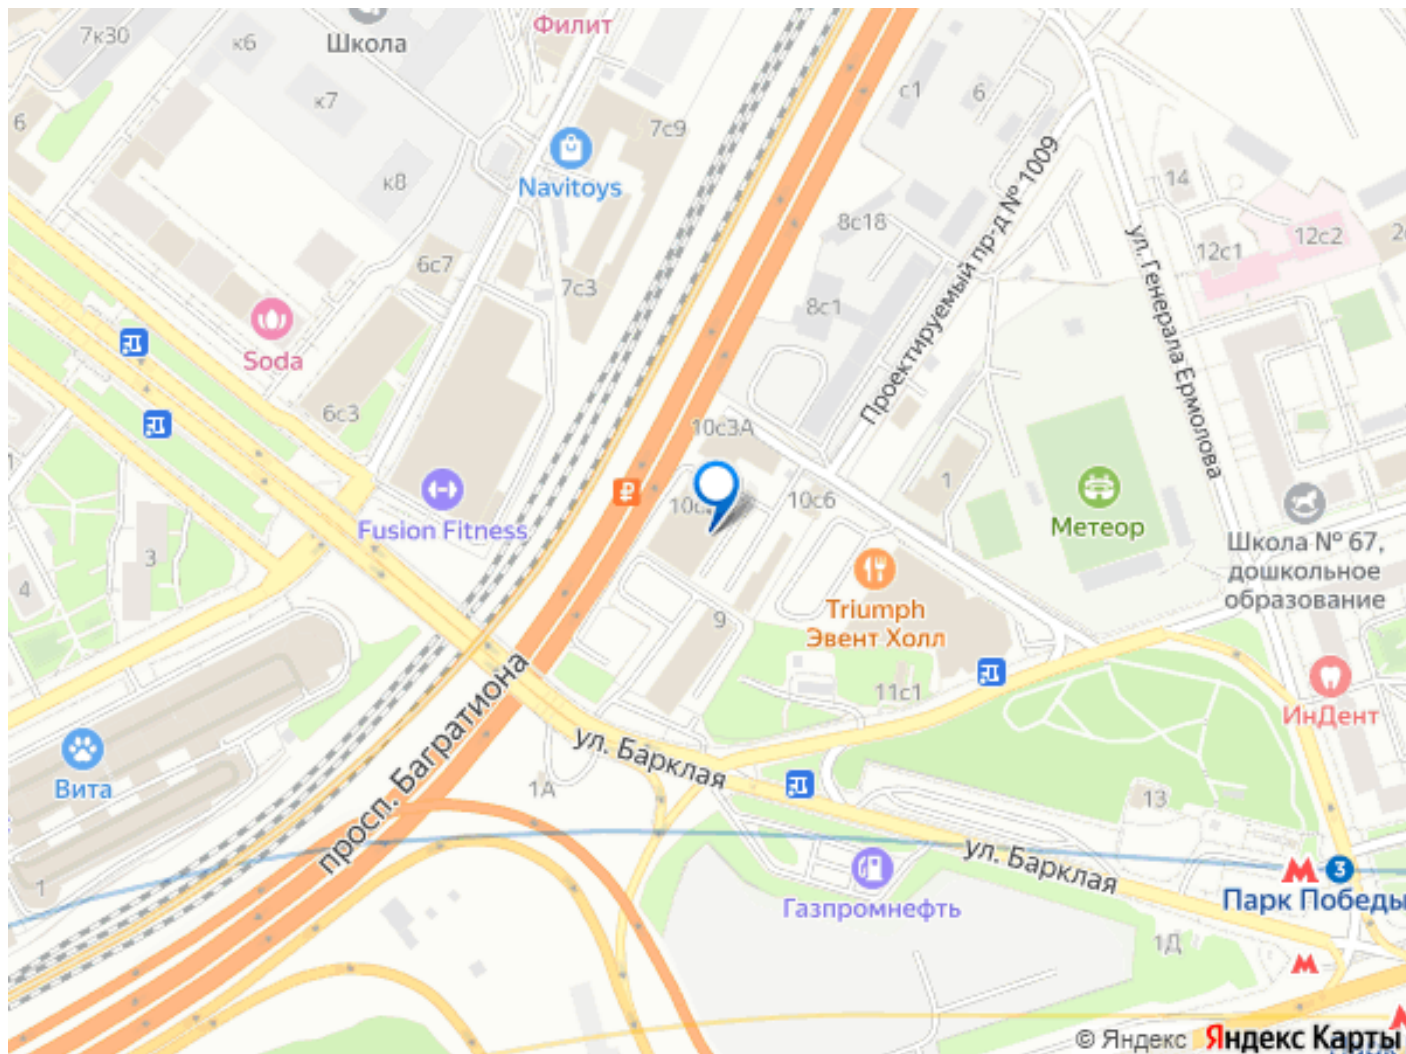 Филит
7к30
к6
Школа
к7
6
7с9
с1
6
Navitoys
к8
Проектируемый пр-д № 1009
14
8с18
12с1
12с2
ул. Генерала Ермолова
6с7
7с3
8с1
Soda
6с3
10с3А
10с6
1
Fusion Fitness
Метеор
Школа № 67,
дошкольное
образование
3
4
Triumph
Эвент Холл
9
11с1
ИнДент
просп. Багратиона
ул. Барклая
Вита
1А
13
ул. Барклая
1
Газпромнефть
3
Парк Победы
1Д
© Яндекс Яндекс Карты